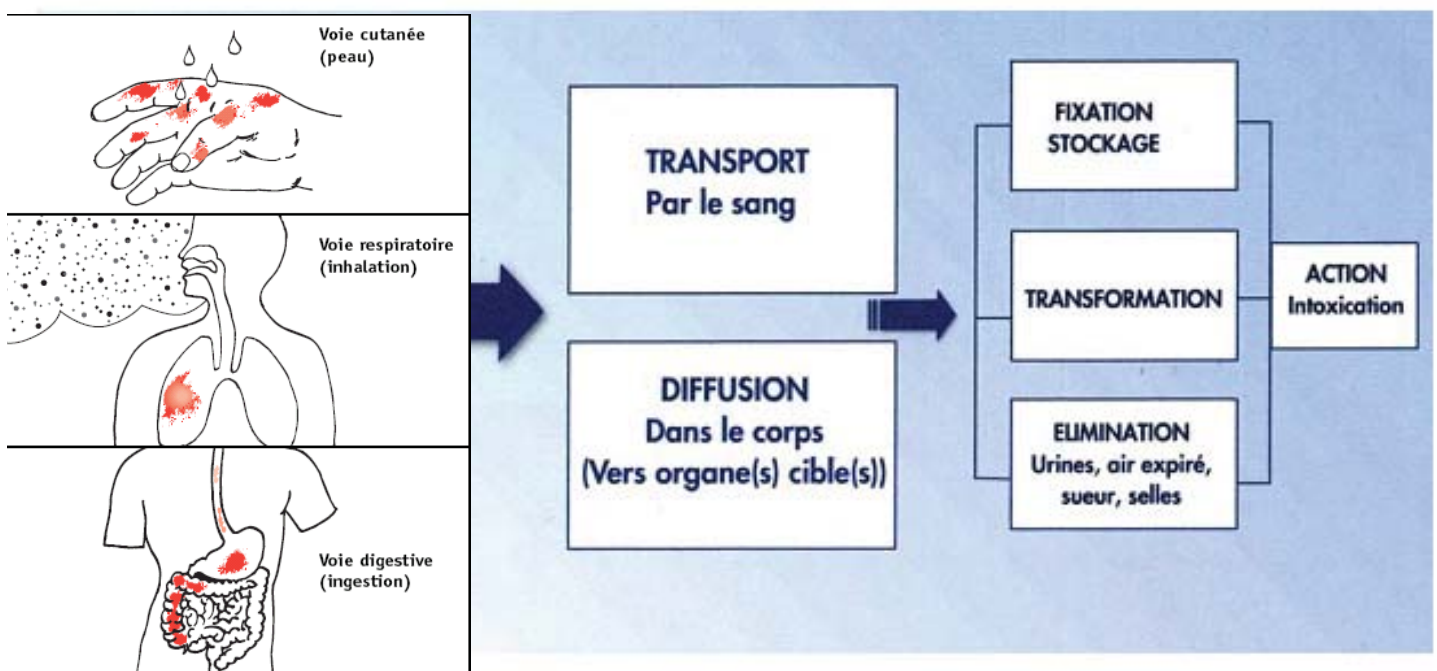 Voie cutanée
(peau)
Voie respiratoire
(inhalation)
Voie digestive
(ingestion)
TRANSPORT
Par le sang
DIFFUSION
Dans le corps
(Vers organe(s) cible(s))
FIXATION
STOCKAGE
TRANSFORMATION
ELIMINATION
Urines, air expiré,
sueur, selles
ACTION
Intoxication